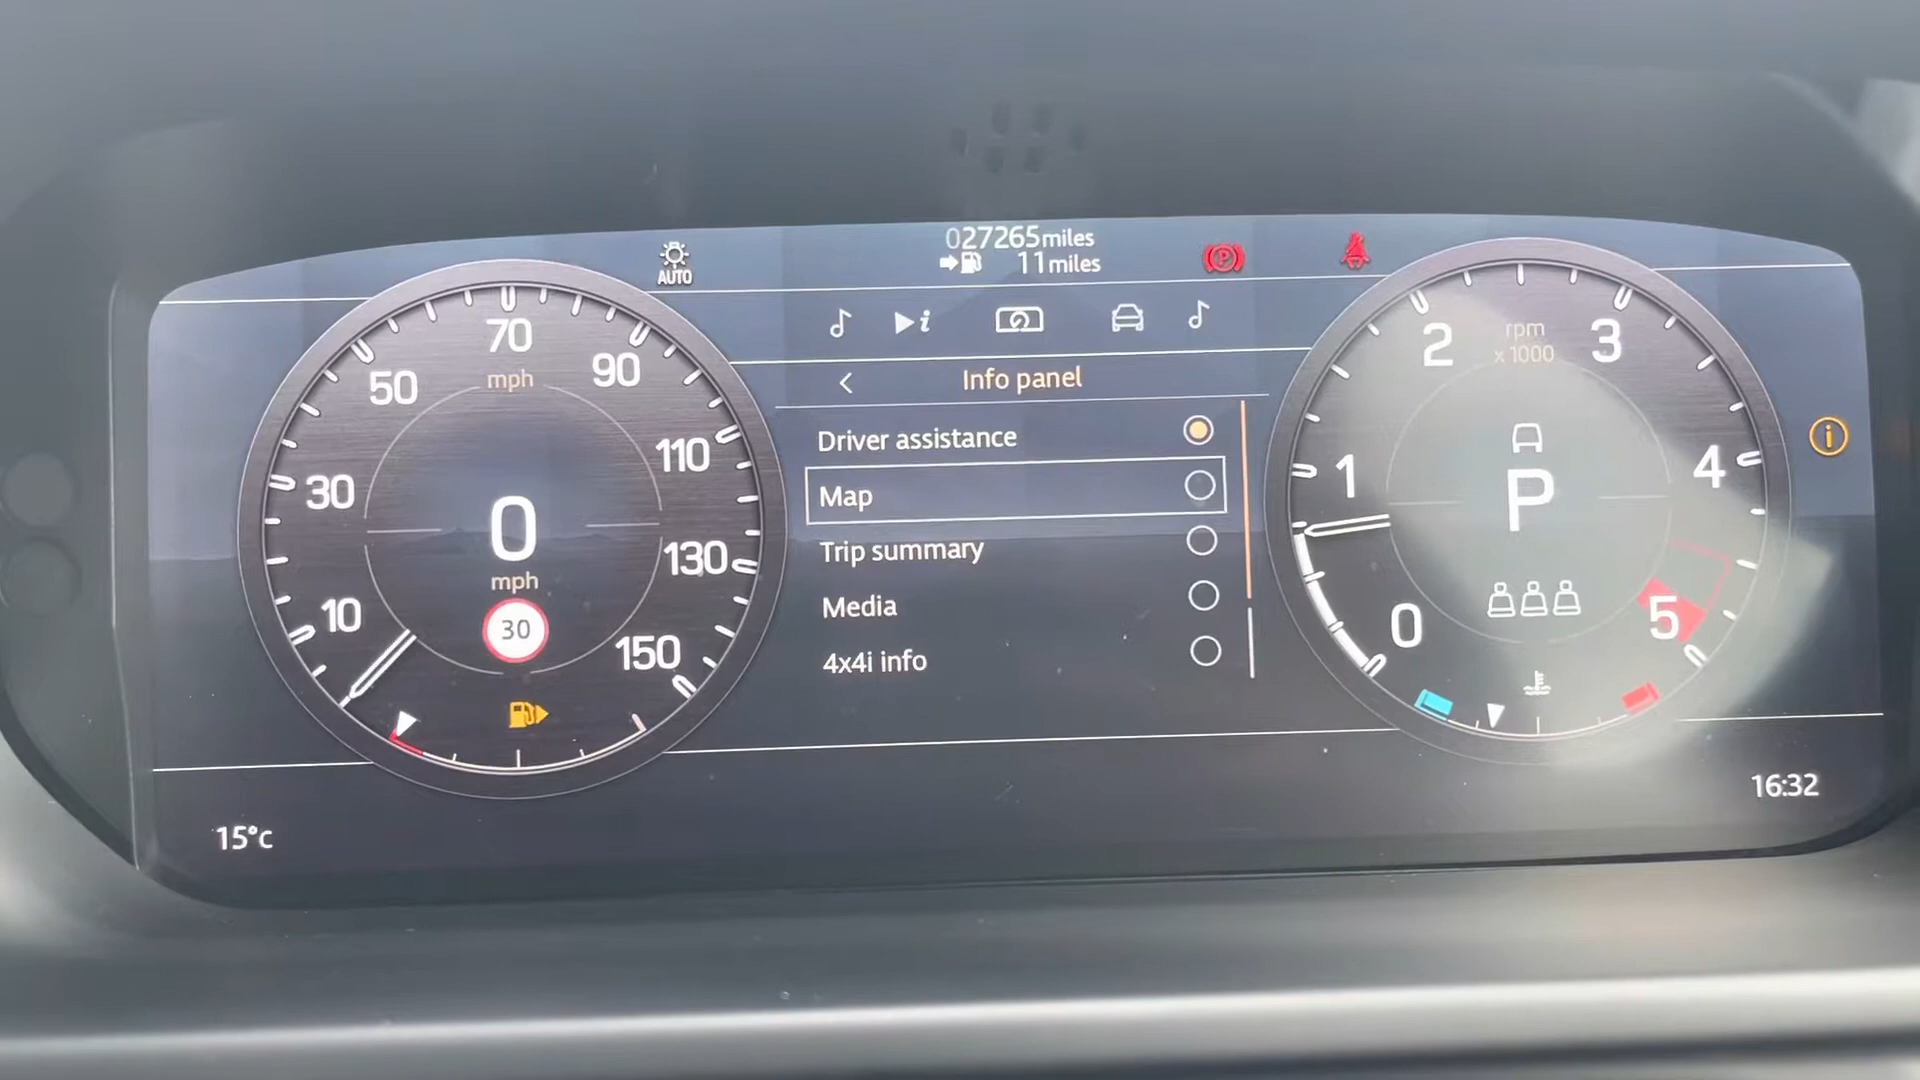 027265miles
11miles
AUTO
P
i
Info panel
Driver assistance
Map
Trip summary
Media
4x4i info
10
30
50
70
90
110
130
150
mph
0
mph
30
0
1
2
3
4
5
rpm
x 1000
P
i
15°c
16:32